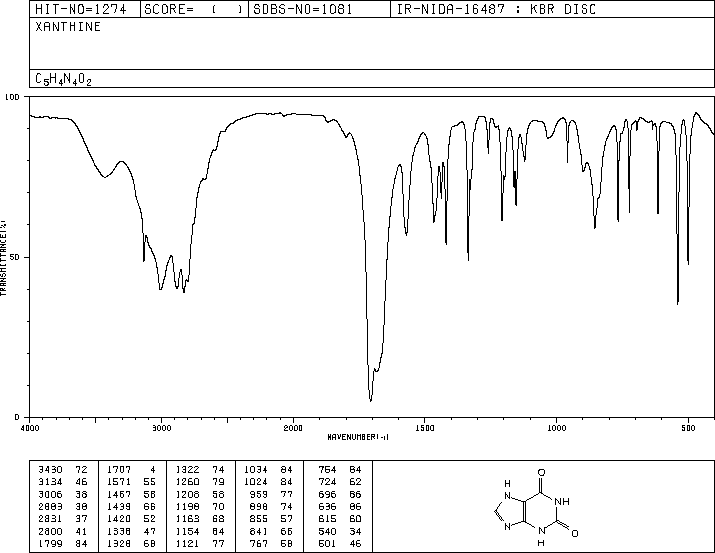 HIT-NO=1274 SCORE= ( ) SDBS-NO=1081 IR-NIDA-16487 : KBR DISC
XANTHINE
C5H4N4O2
100
50
0
TRANSMITTANCE(%)
4000 3000 2000 1500 1000 500
WAVENUMBER(-1)
3430 72 1707 4 1322 74 1034 84 754 84
3134 46 1571 55 1260 79 1024 84 724 62
3006 38 1467 58 1208 58 959 77 696 86
2883 38 1439 66 1198 70 898 74 636 86
2831 37 1420 52 1163 68 855 57 615 60
2800 41 1338 47 1154 64 841 66 540 34
1799 84 1328 68 1121 77 767 58 501 46
O
H
N
NH
N
N
H
O